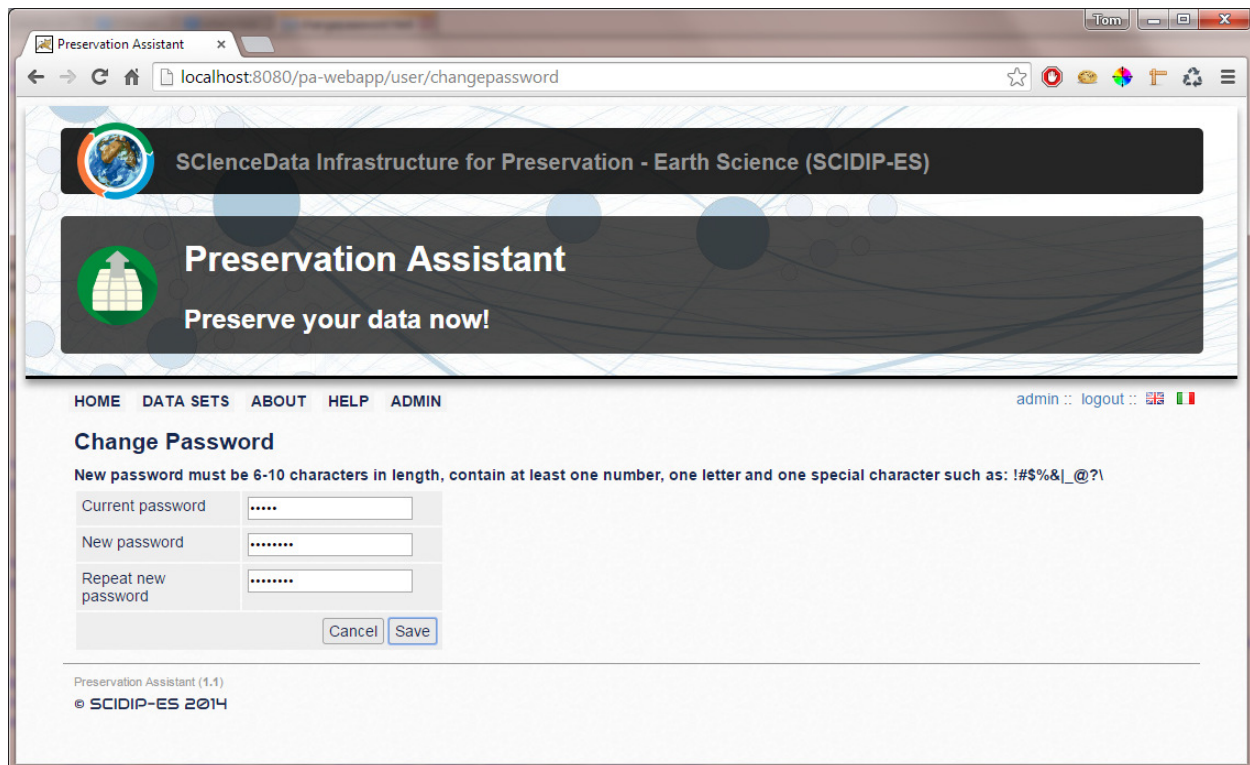 Tom
Preservation Assistant
localhost:8080/pa-webapp/user/changepassword
SCIenceData Infrastructure for Preservation - Earth Science (SCIDIP-ES)
Preservation Assistant
Preserve your data now!
HOME DATA SETS ABOUT HELP ADMIN admin :: logout ::
Change Password
New password must be 6-10 characters in length, contain at least one number, one letter and one special character such as: !#$%&|_@?\
Current password •••••
New password ••••••••
Repeat new
password ••••••••
Cancel Save
Preservation Assistant (1.1)
© SCIDIP-ES 2014